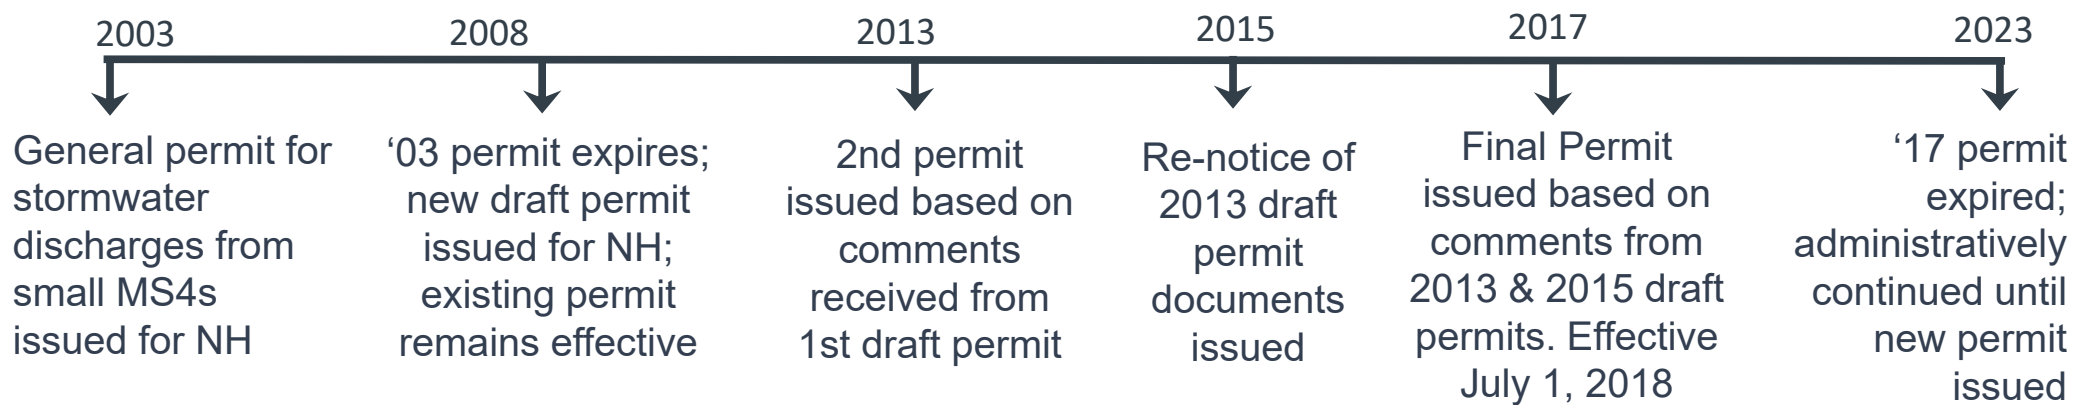 2003
General permit for
stormwater
discharges from
small MS4s
issued for NH
2008
‘03 permit expires;
new draft permit
issued for NH;
existing permit
remains effective
2013
2nd permit
issued based on
comments
received from
1st draft permit
2015
Re-notice of
2013 draft
permit
documents
issued
2017
Final Permit
issued based on
comments from
2013 & 2015 draft
permits. Effective
July 1, 2018
2023
‘17 permit
expired;
administratively
continued until
new permit
issued